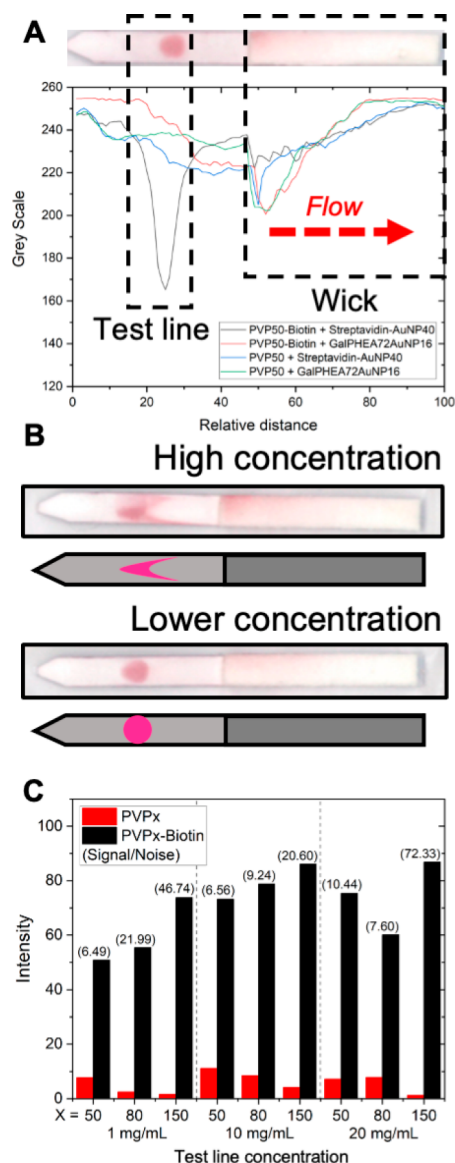 A
260
240
220
200
180
160
140
120
Grey Scale
Flow
Test line
Wick
PVP50-Biotin + Streptavidin-AuNP40
PVP50-Biotin + GalPHEA72AuNP16
PVP50 + Streptavidin-AuNP40
PVP50 + GalPHEA72AuNP16
0 20 40 60 80 100
Relative distance
B
High concentration
Lower concentration
C
100
80
60
40
20
0
Intensity
PVPx
PVPx-Biotin
(Signal/Noise)
(6.49) (21.99) (46.74) (6.56) (9.24) (20.60) (10.44) (7.60) (72.33)
X = 50 80 150 50 80 150 50 80 150
1 mg/mL 10 mg/mL 20 mg/mL
Test line concentration